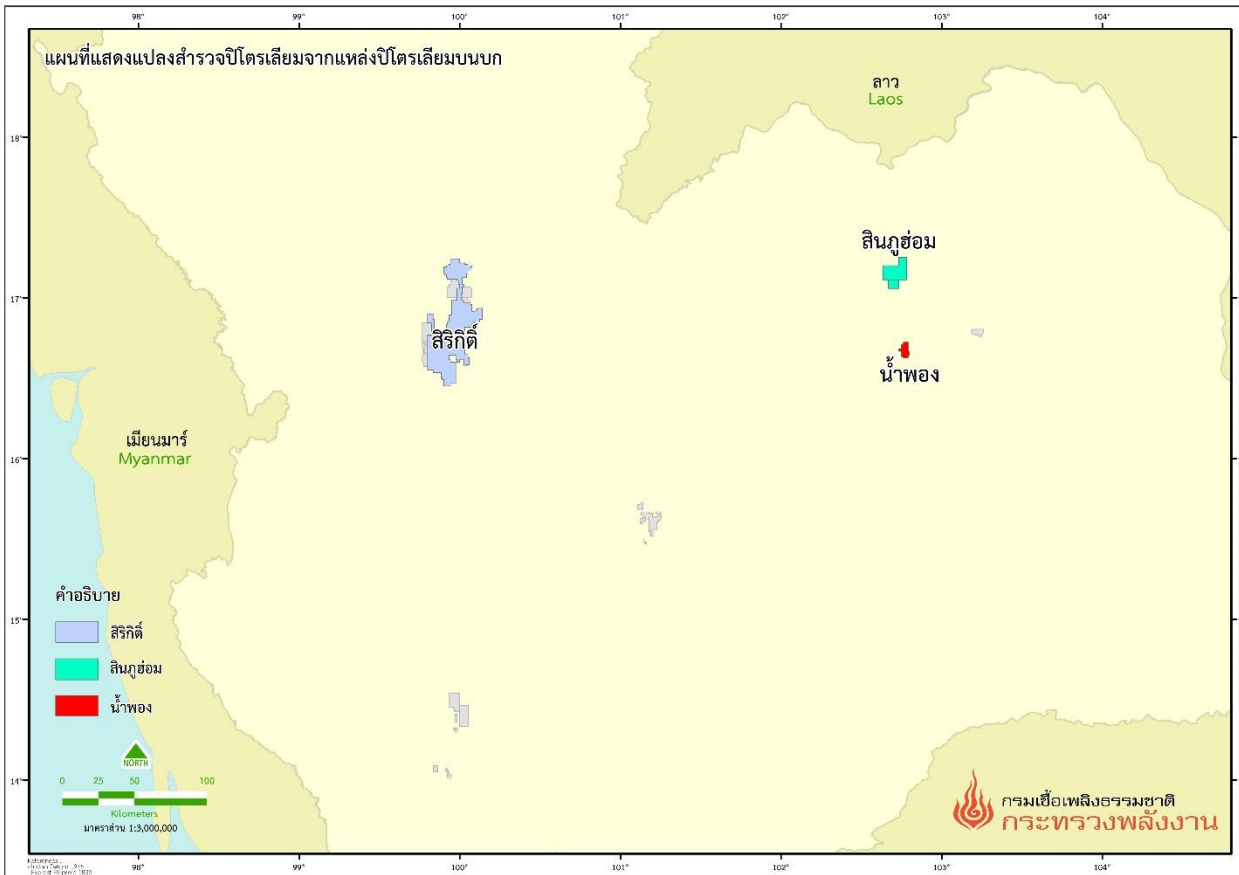 98° 99° 100° 101° 102° 103° 104°
แผนที่แสดงแปลงสำรวจปิโตรเลียมจากแหล่งปิโตรเลียมบนบก
ลาว
Laos
18°
สินภูฮ่อม
17°
สิริกิติ์
น้ำพอง
เมียนมาร์
Myanmar
16°
คำอธิบาย
15°
สิริกิติ์
สินภูฮ่อม
น้ำพอง
NORTH
14°
0 25 50 100
Kilometers
มาตราส่วน 1:3,000,000
กรมเชื้อเพลิงธรรมชาติ
กระทรวงพลังงาน
98° 99° 100° 101° 102° 103° 104°